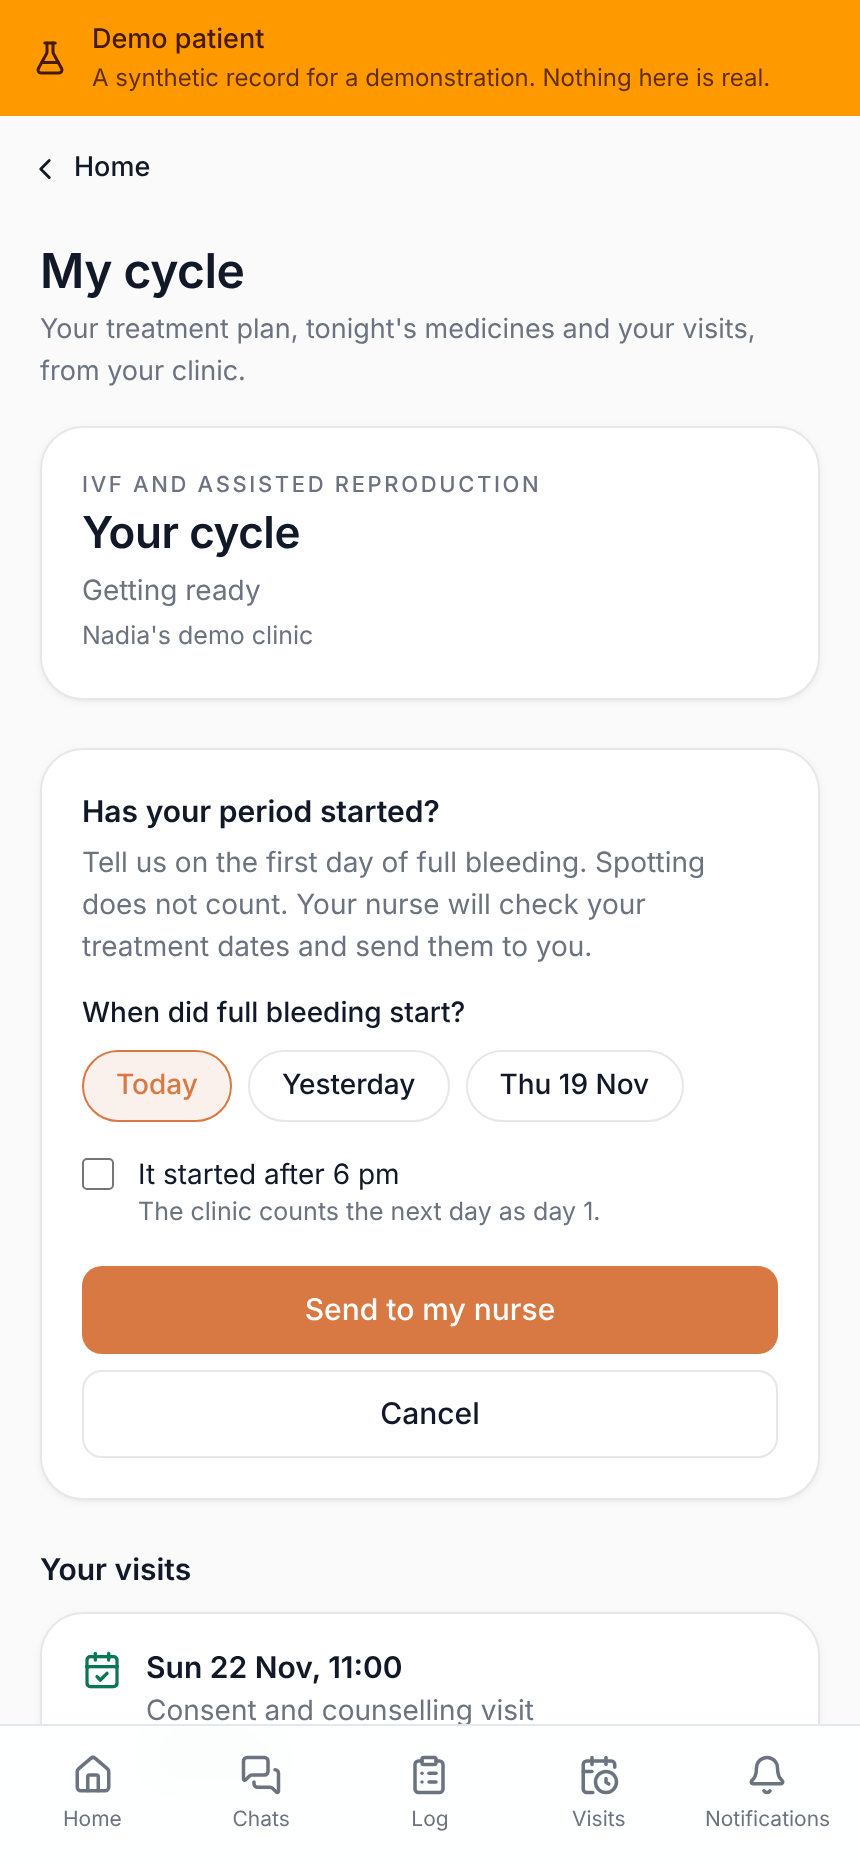 Demo patient
A synthetic record for a demonstration. Nothing here is real.
Home
My cycle
Your treatment plan, tonight's medicines and your visits,
from your clinic.
IVF AND ASSISTED REPRODUCTION
Your cycle
Getting ready
Nadia's demo clinic
Has your period started?
Tell us on the first day of full bleeding. Spotting
does not count. Your nurse will check your
treatment dates and send them to you.
When did full bleeding start?
Today Yesterday Thu 19 Nov
It started after 6 pm
The clinic counts the next day as day 1.
Send to my nurse
Cancel
Your visits
Sun 22 Nov, 11:00
Consent and counselling visit
Home Chats Log Visits Notifications